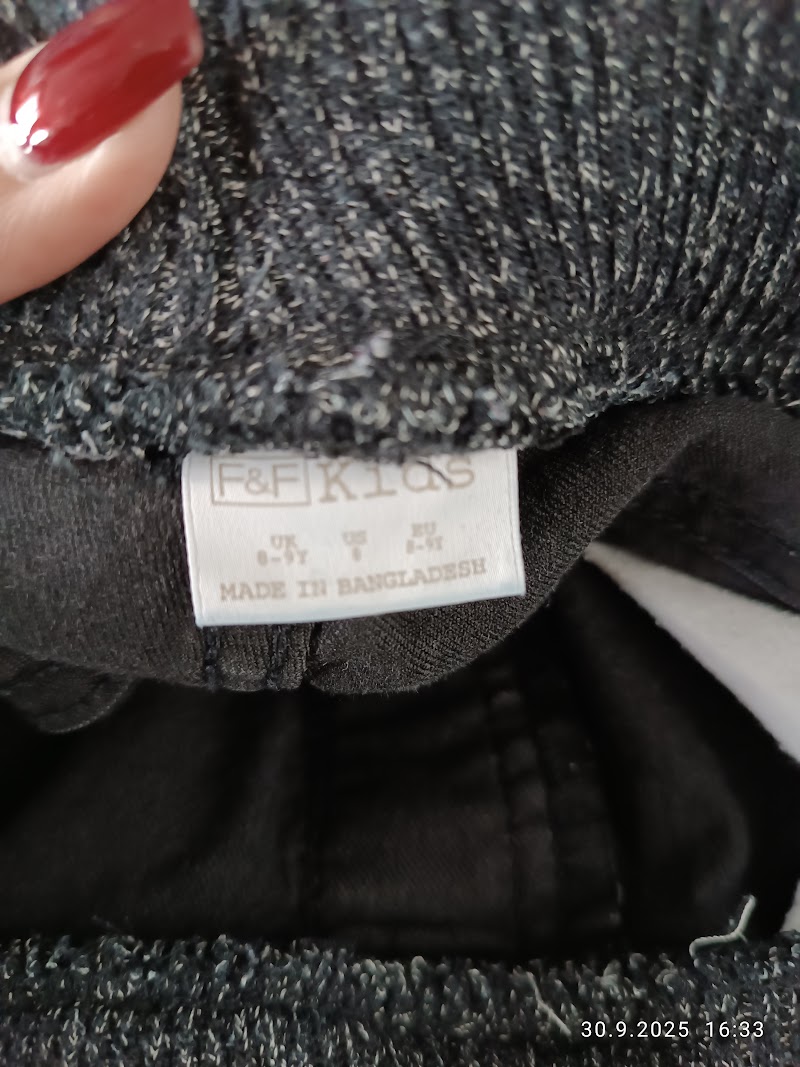 F&F Kids
UK US EU
8-9Y 8 8-9Y
MADE IN BANGLADESH
30.9.2025 16:33